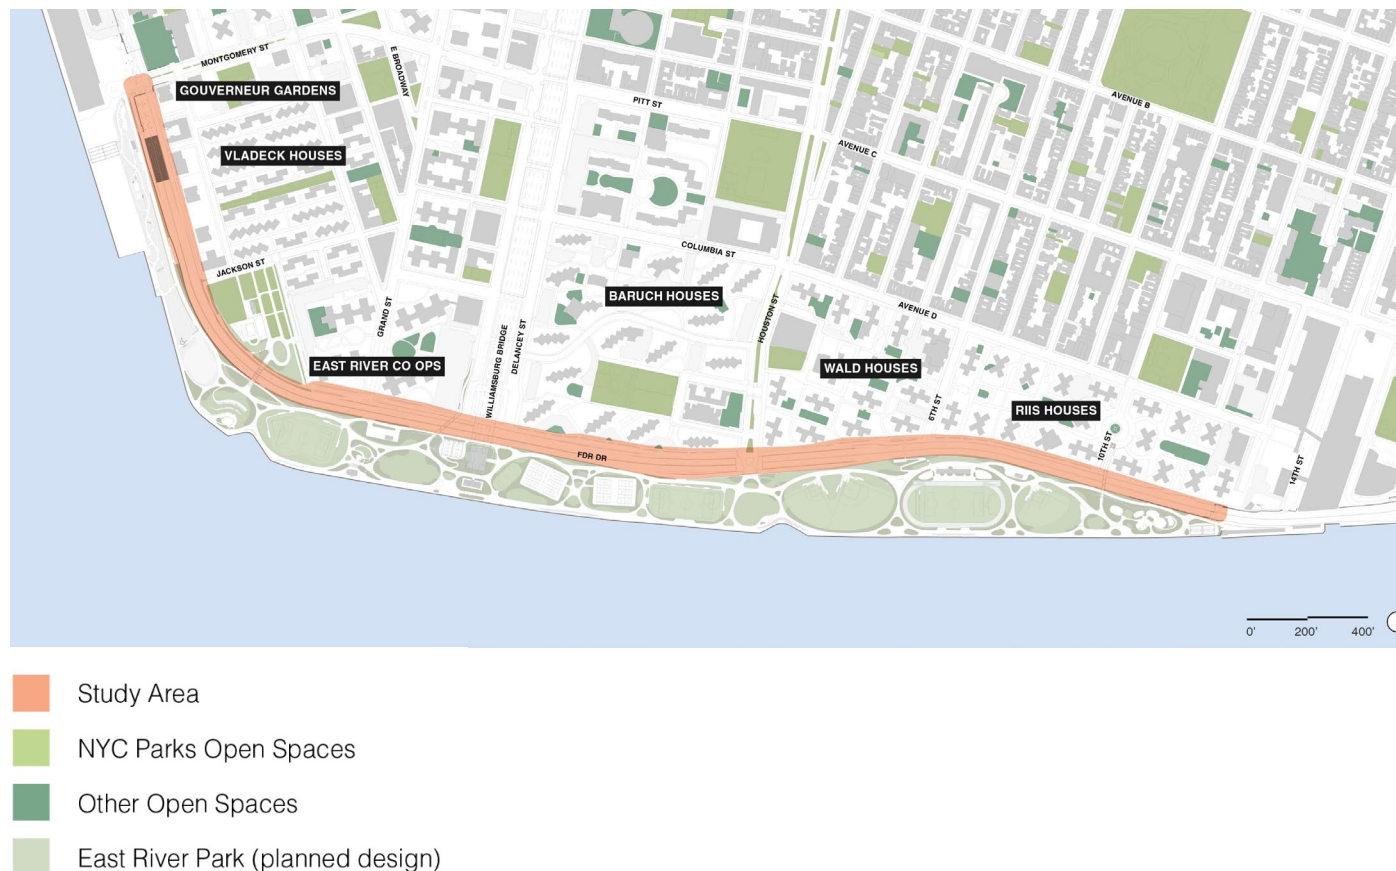 MONTGOMERY ST
E BROADWAY
GOUVERNEUR GARDENS
AVENUE B
PITT ST
VLADECK HOUSES
AVENUE C
COLUMBIA ST
JACKSON ST
BARUCH HOUSES
AVENUE D
GRAND ST
HOUSTON ST
WILLIAMSBURG BRIDGE
DELANCEY ST
EAST RIVER CO OPS
WALD HOUSES
6TH ST
RIIS HOUSES
10TH ST
FDR DR
14TH ST
0' 200' 400'
Study Area
NYC Parks Open Spaces
Other Open Spaces
East River Park (planned design)